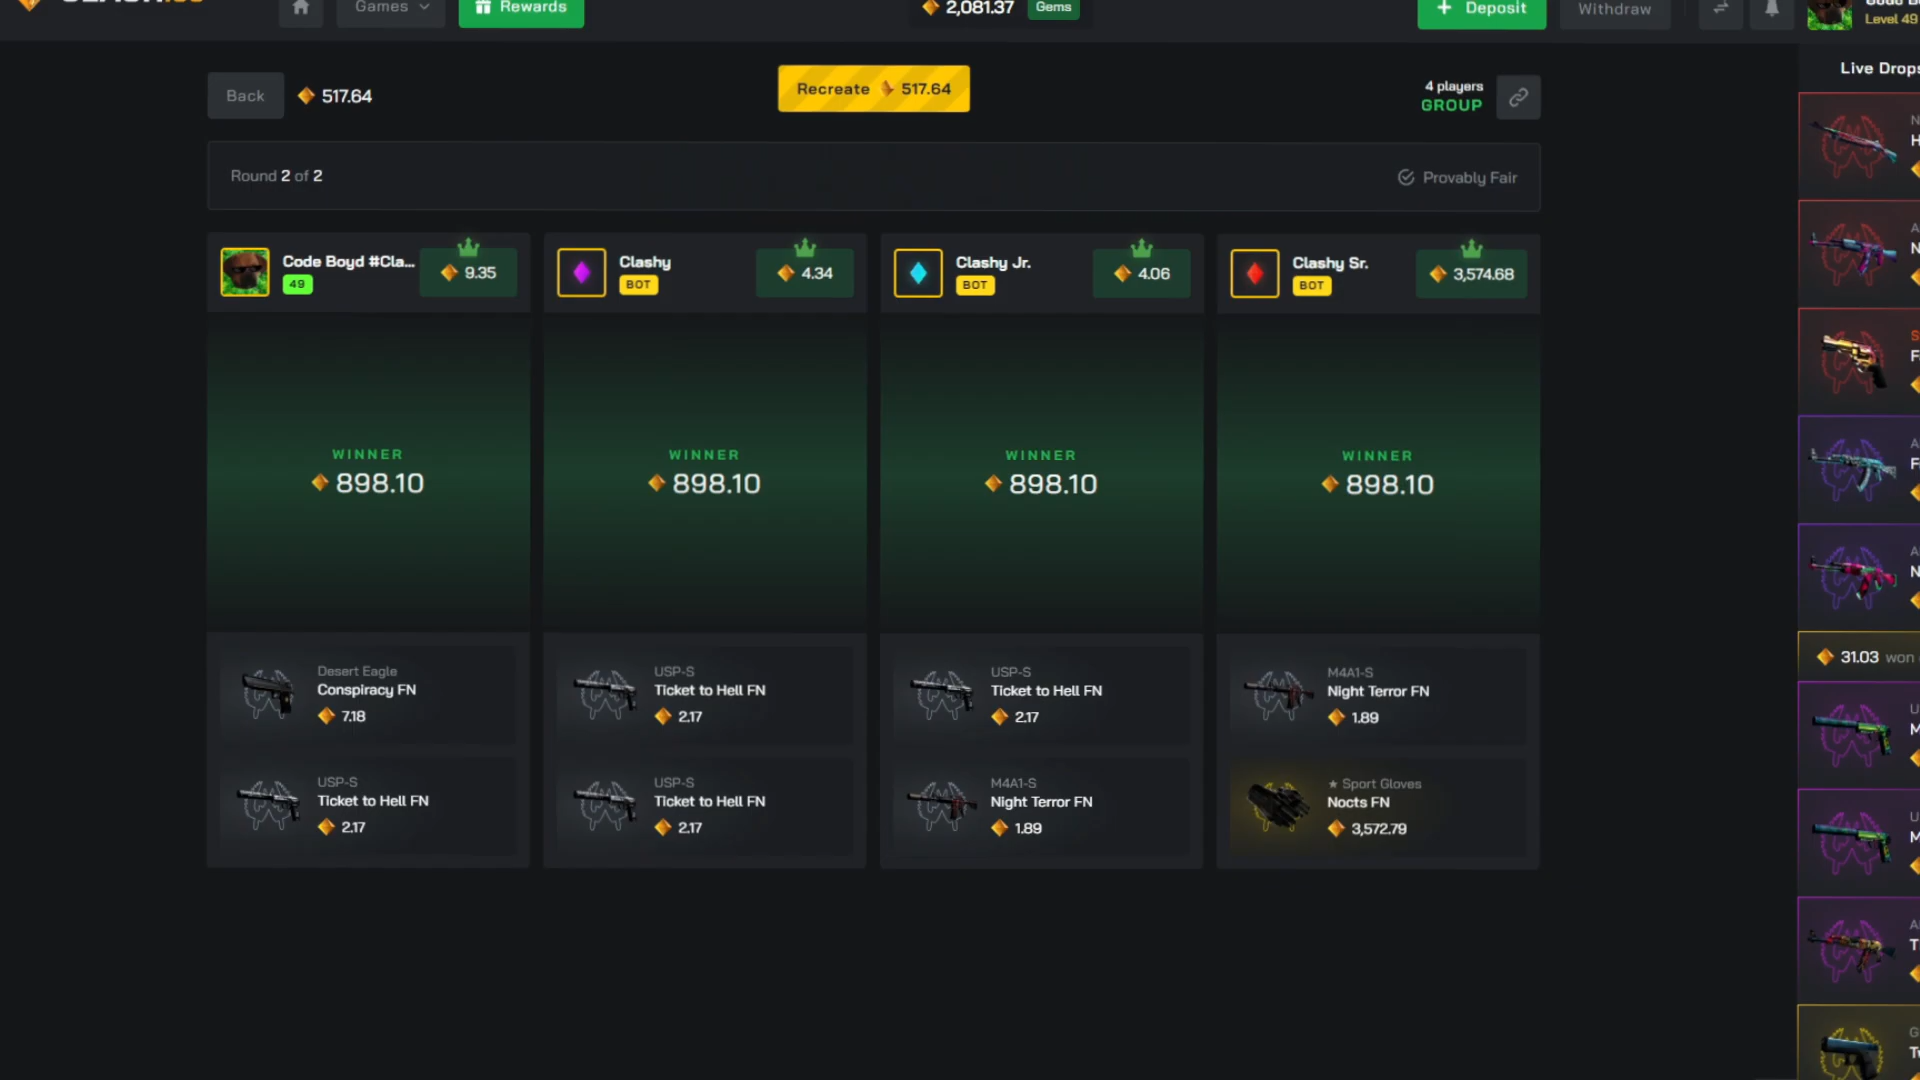 Games
Rewards
2,081.37
Gems
Deposit
Withdraw
Level 49
Back
517.64
Recreate 517.64
4 players
GROUP
Live Drops
Round 2 of 2
Provably Fair
Code Boyd #Cla...
49
9.35
Clashy
BOT
4.34
Clashy Jr.
BOT
4.06
Clashy Sr.
BOT
3,574.68
WINNER
898.10
WINNER
898.10
WINNER
898.10
WINNER
898.10
Desert Eagle
Conspiracy FN
7.18
USP-S
Ticket to Hell FN
2.17
USP-S
Ticket to Hell FN
2.17
M4A1-S
Night Terror FN
1.89
USP-S
Ticket to Hell FN
2.17
USP-S
Ticket to Hell FN
2.17
M4A1-S
Night Terror FN
1.89
★ Sport Gloves
Nocts FN
3,572.79
31.03 won